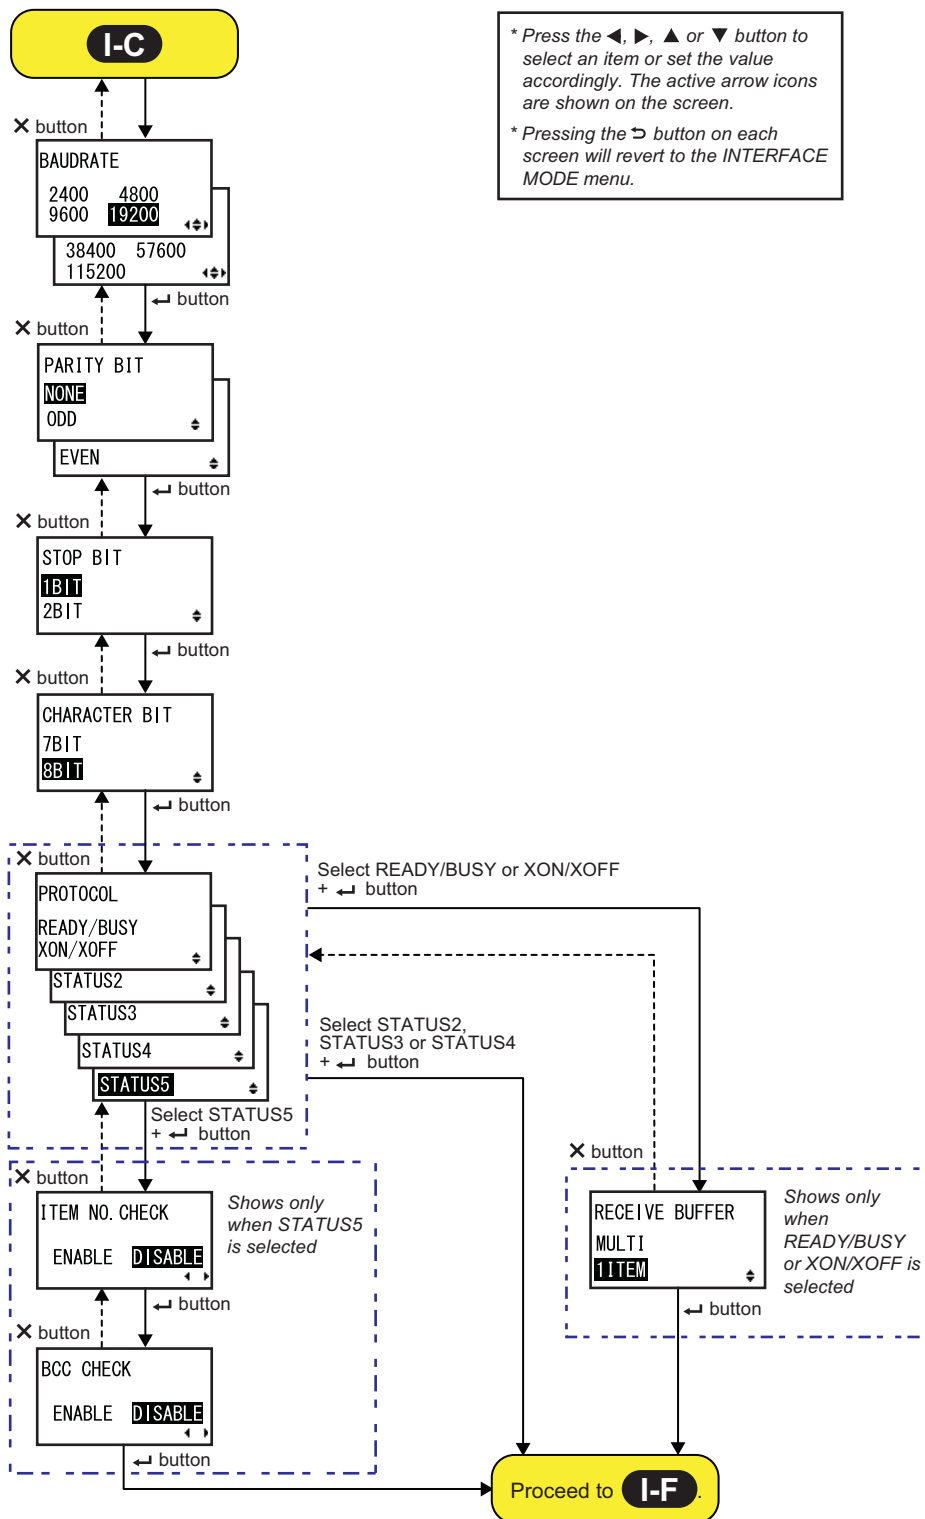 I-C
* Press the ◀, ▶, ▲ or ▼ button to
select an item or set the value
accordingly. The active arrow icons
are shown on the screen.
* Pressing the ⮌ button on each
screen will revert to the INTERFACE
MODE menu.
✕ button
BAUDRATE
2400 4800
9600 19200
38400 57600
115200
↵ button
✕ button
PARITY BIT
NONE
ODD
EVEN
↵ button
✕ button
STOP BIT
1BIT
2BIT
↵ button
✕ button
CHARACTER BIT
7BIT
8BIT
↵ button
✕ button
PROTOCOL
READY/BUSY
XON/XOFF
STATUS2
STATUS3
STATUS4
STATUS5
Select READY/BUSY or XON/XOFF
+ ↵ button
Select STATUS2,
STATUS3 or STATUS4
+ ↵ button
Select STATUS5
+ ↵ button
✕ button
ITEM NO. CHECK
ENABLE DISABLE
Shows only
when STATUS5
is selected
↵ button
✕ button
BCC CHECK
ENABLE DISABLE
↵ button
✕ button
RECEIVE BUFFER
MULTI
1ITEM
Shows only
when
READY/BUSY
or XON/XOFF is
selected
↵ button
Proceed to I-F.